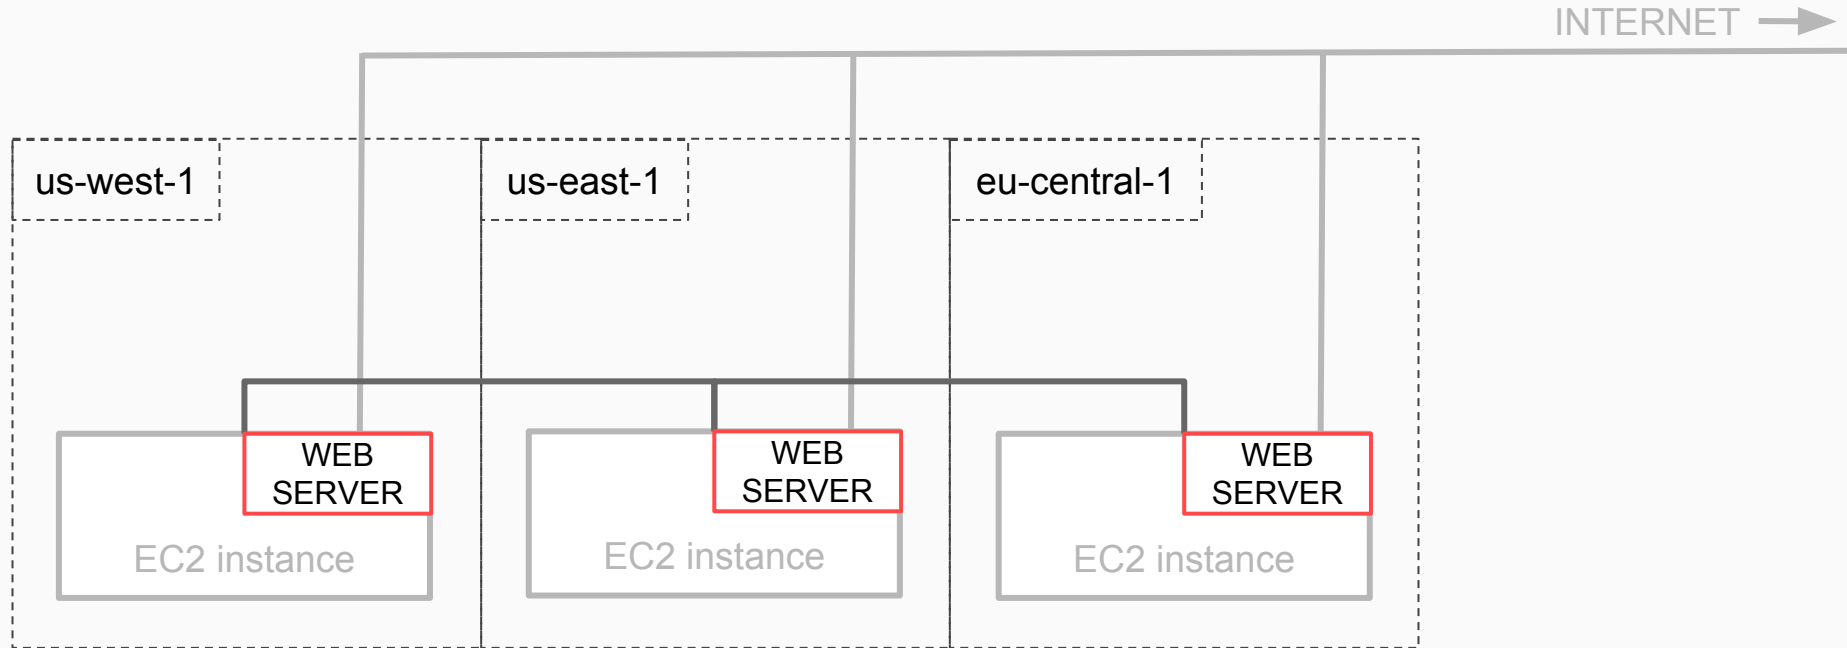 INTERNET
us-west-1
us-east-1
eu-central-1
WEB
SERVER
EC2 instance
WEB
SERVER
EC2 instance
WEB
SERVER
EC2 instance